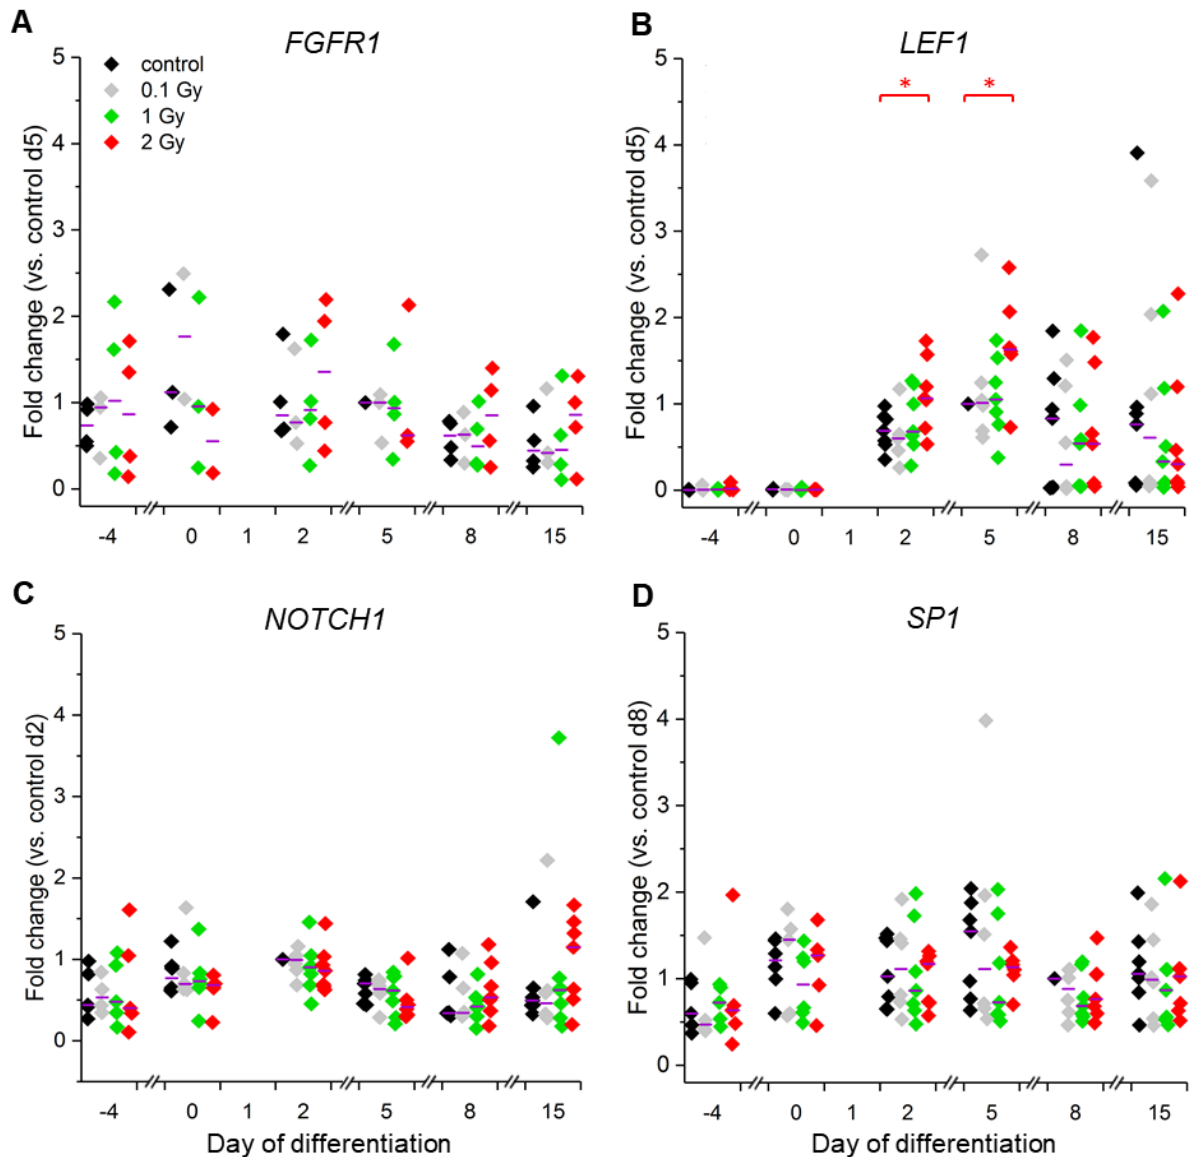 A
FGFR1
control
0.1 Gy
1 Gy
2 Gy
Fold change (vs. control d5)
5
4
3
2
1
0
-4 0 1 2 5 8 15
B
LEF1
* *
Fold change (vs. control d5)
5
4
3
2
1
0
-4 0 1 2 5 8 15
C
NOTCH1
Fold change (vs. control d2)
5
4
3
2
1
0
-4 0 1 2 5 8 15
Day of differentiation
D
SP1
Fold change (vs. control d8)
5
4
3
2
1
0
-4 0 1 2 5 8 15
Day of differentiation